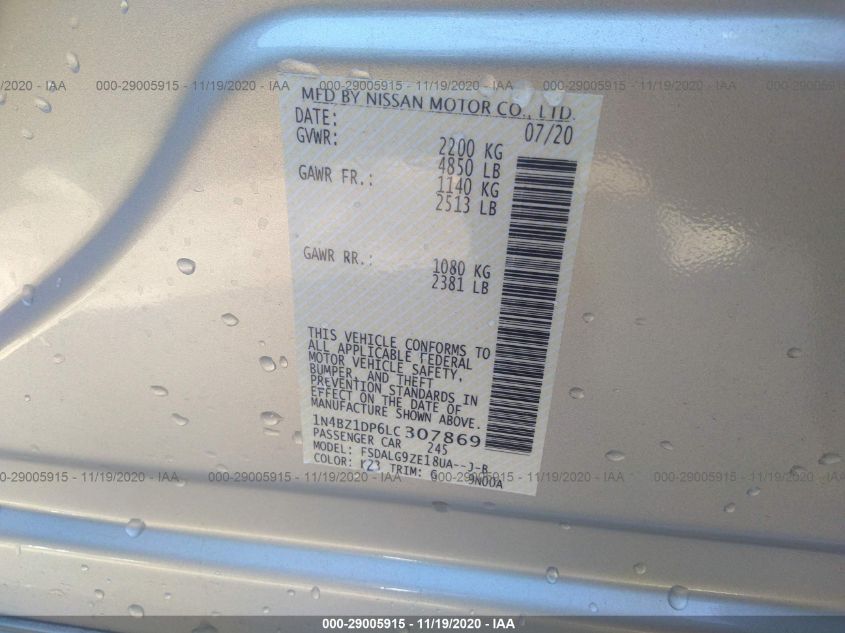 000-29005915 - 11/19/2020 - IAA
MFD BY NISSAN MOTOR CO., LTD.
DATE: 07/20
GVWR: 2200 KG
4850 LB
GAWR FR.: 1140 KG
2513 LB
GAWR RR.: 1080 KG
2381 LB
THIS VEHICLE CONFORMS TO
ALL APPLICABLE FEDERAL
MOTOR VEHICLE SAFETY,
BUMPER, AND THEFT
PREVENTION STANDARDS IN
EFFECT ON THE DATE OF
MANUFACTURE SHOWN ABOVE.
1N4BZ1DP6LC307869
PASSENGER CAR 245
MODEL: FSDALG9ZE18UA--J-B
COLOR: K23 TRIM: G 9N00A
000-29005915 - 11/19/2020 - IAA